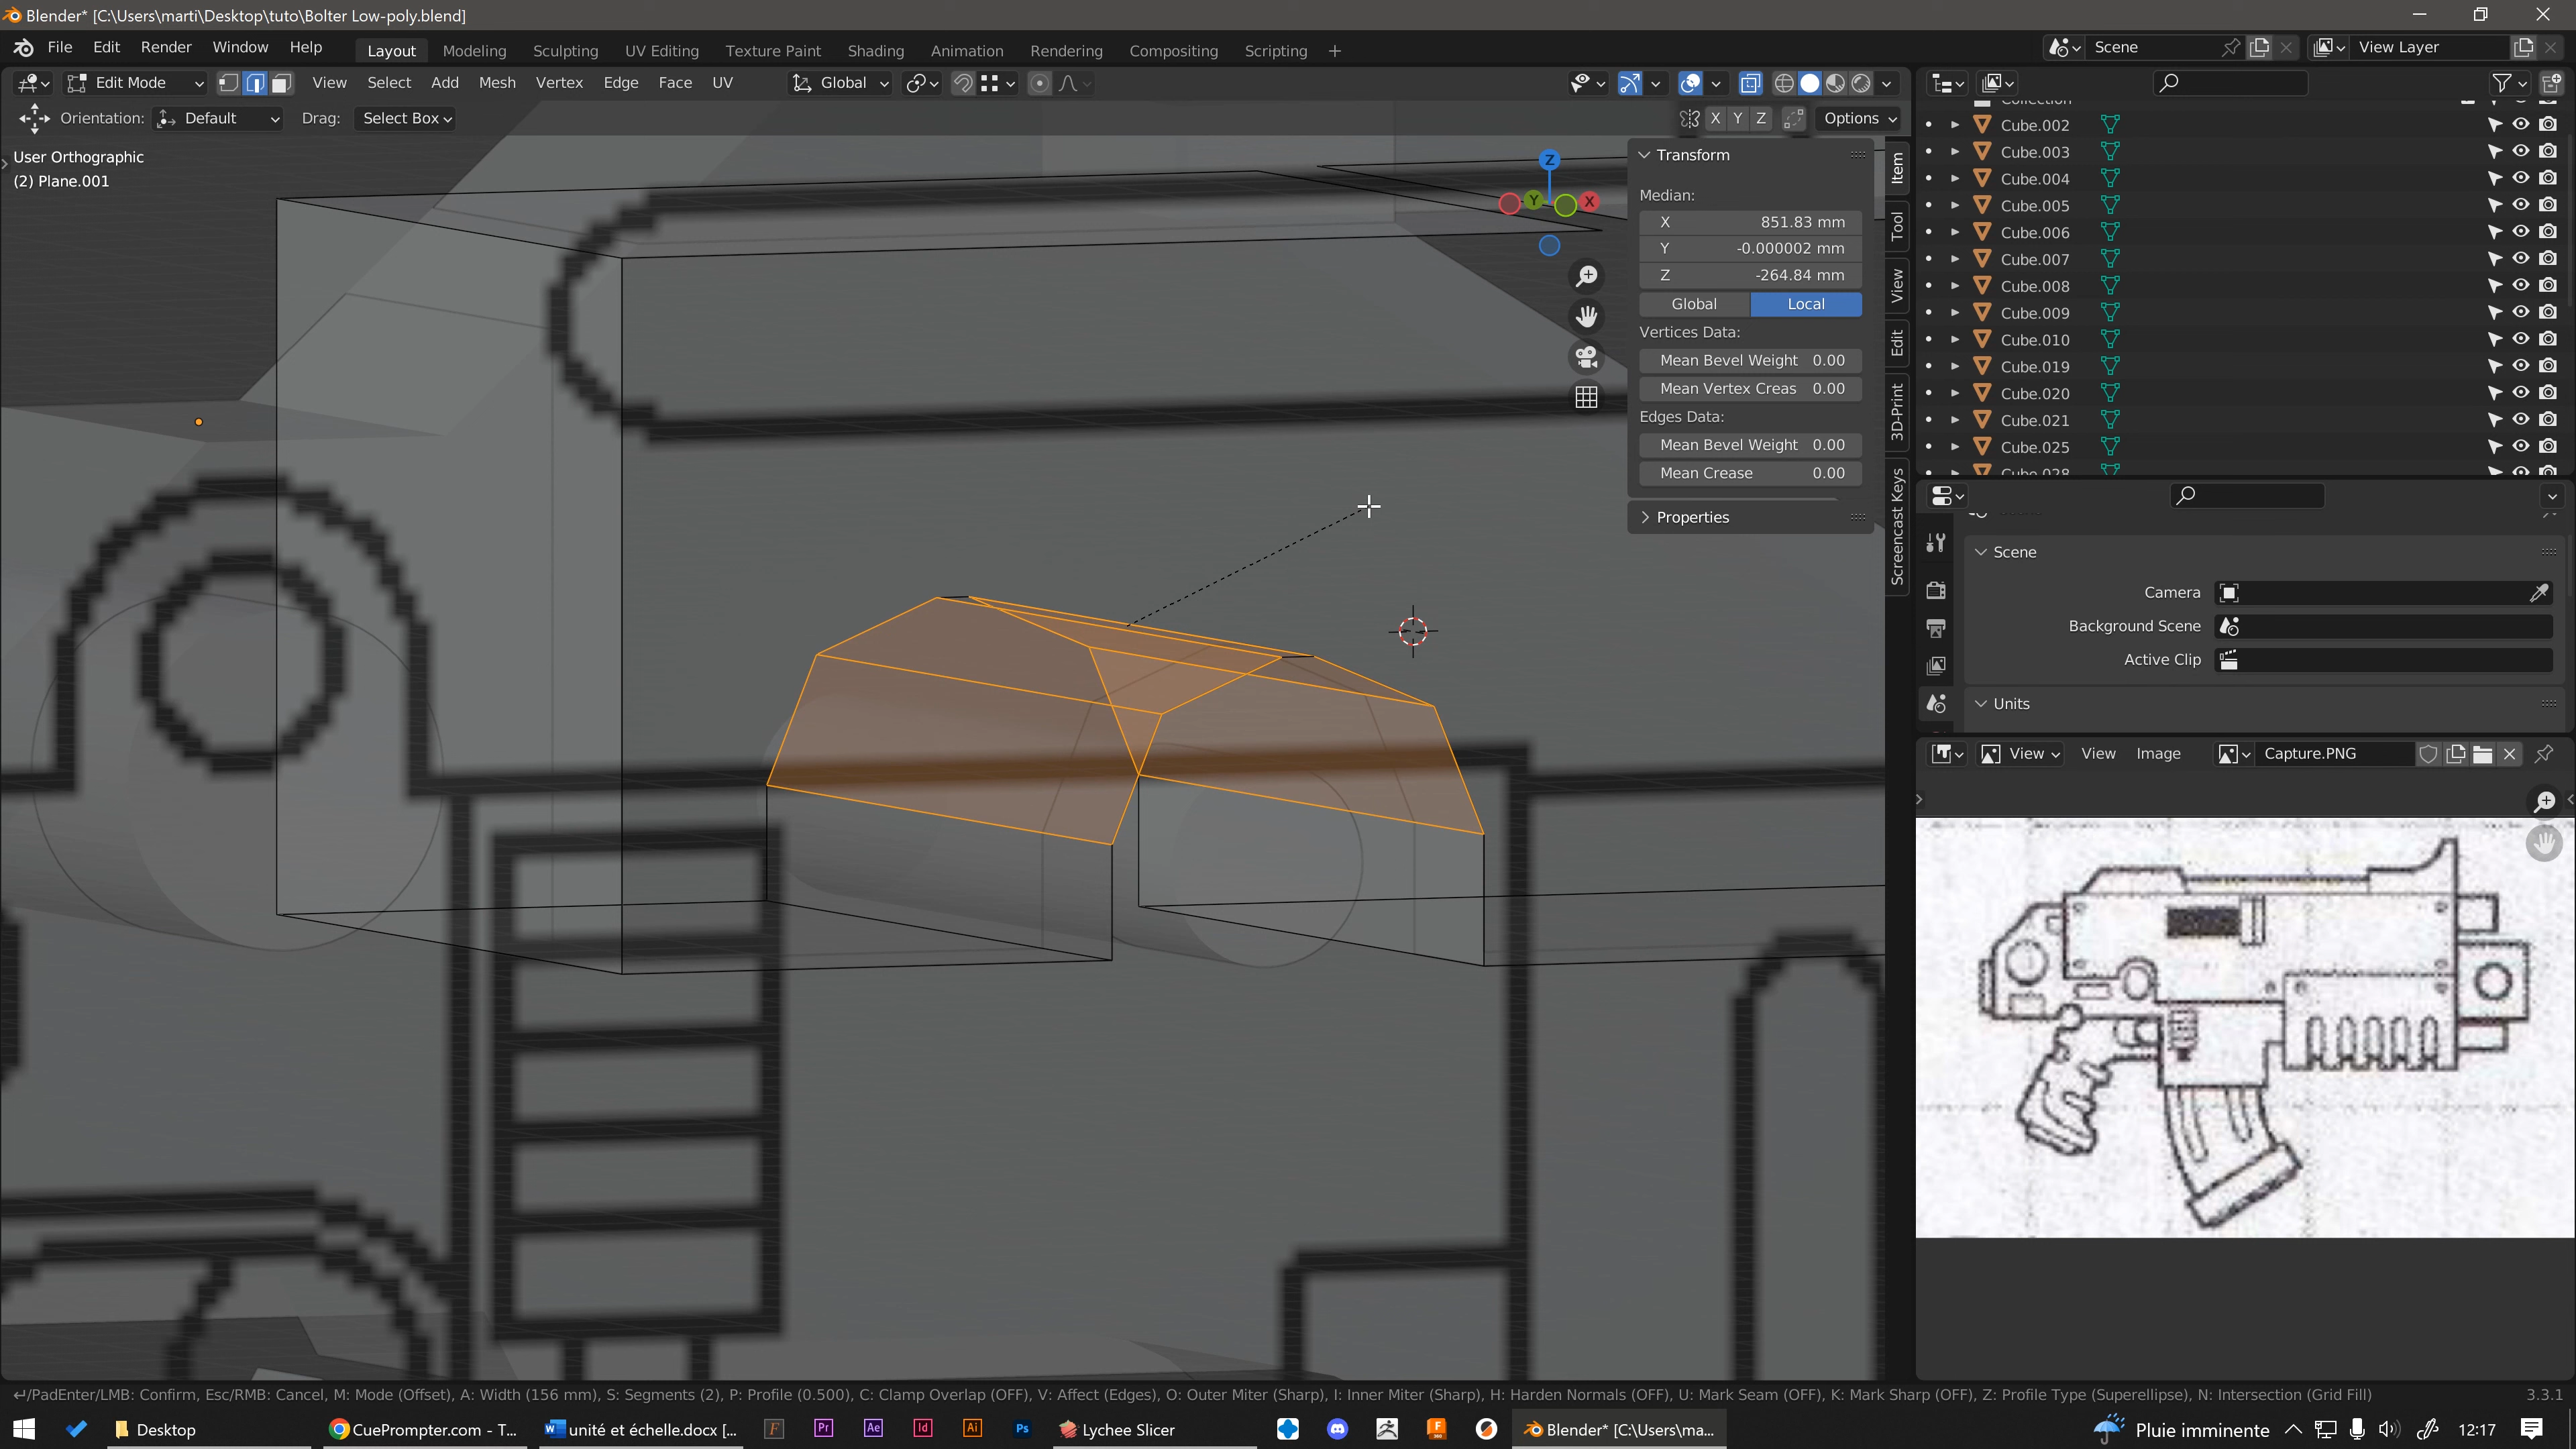 Blender* [C:\Users\marti\Desktop\tuto\Bolter Low-poly.blend]
File Edit Render Window Help Layout Modeling Sculpting UV Editing Texture Paint Shading Animation Rendering Compositing Scripting + Scene View Layer
Edit Mode View Select Add Mesh Vertex Edge Face UV Global
Orientation: Default Drag: Select Box X Y Z Options
User Orthographic
(2) Plane.001
Z
Y
X
Transform
Median:
X 851.83 mm
Y -0.000002 mm
Z -264.84 mm
Global Local
Vertices Data:
Mean Bevel Weight 0.00
Mean Vertex Creas 0.00
Edges Data:
Mean Bevel Weight 0.00
Mean Crease 0.00
Properties
Item
Tool
View
Edit
3D-Print
Screencast Keys
Collection
Cube.002
Cube.003
Cube.004
Cube.005
Cube.006
Cube.007
Cube.008
Cube.009
Cube.010
Cube.019
Cube.020
Cube.021
Cube.025
Cube.028
Scene
Camera
Background Scene
Active Clip
Units
View View Image Capture.PNG
↵/PadEnter/LMB: Confirm, Esc/RMB: Cancel, M: Mode (Offset), A: Width (156 mm), S: Segments (2), P: Profile (0.500), C: Clamp Overlap (OFF), V: Affect (Edges), O: Outer Miter (Sharp), I: Inner Miter (Sharp), H: Harden Normals (OFF), U: Mark Seam (OFF), K: Mark Sharp (OFF), Z: Profile Type (Superellipse), N: Intersection (Grid Fill) 3.3.1
Desktop CuePrompter.com - T... unité et échelle.docx [... F Pr Ae Id Ai Ps Lychee Slicer Blender* [C:\Users\ma... Pluie imminente 12:17